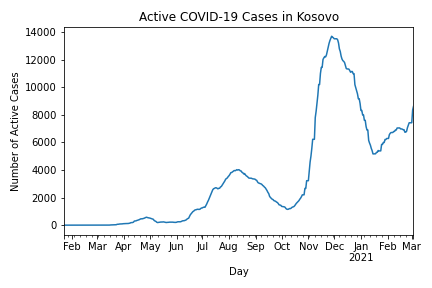 Active COVID-19 Cases in Kosovo
14000
12000
10000
8000
6000
4000
2000
0
Number of Active Cases
Feb Mar Apr May Jun Jul Aug Sep Oct Nov Dec Jan Feb Mar
2021
Day